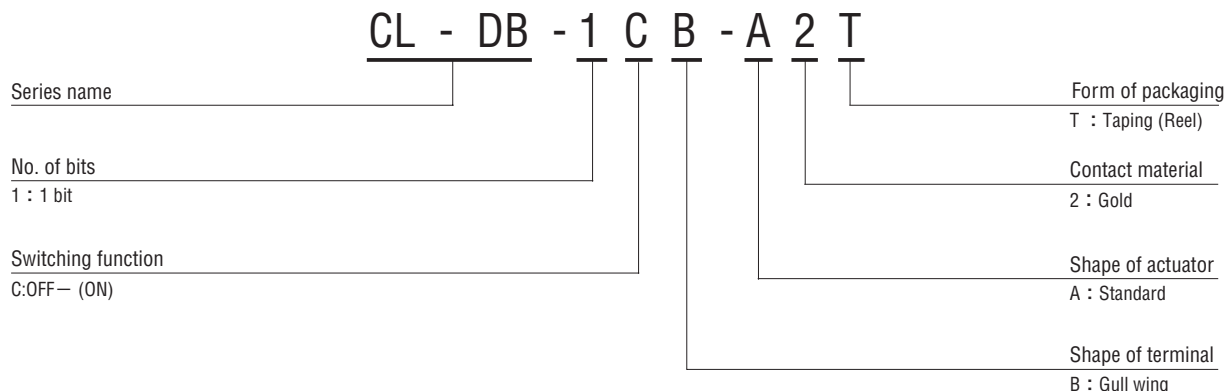 CL - DB - 1 C B - A 2 T
Series name
No. of bits
1 : 1 bit
Switching function
C:OFF— (ON)
Form of packaging
T : Taping (Reel)
Contact material
2 : Gold
Shape of actuator
A : Standard
Shape of terminal
B : Gull wing